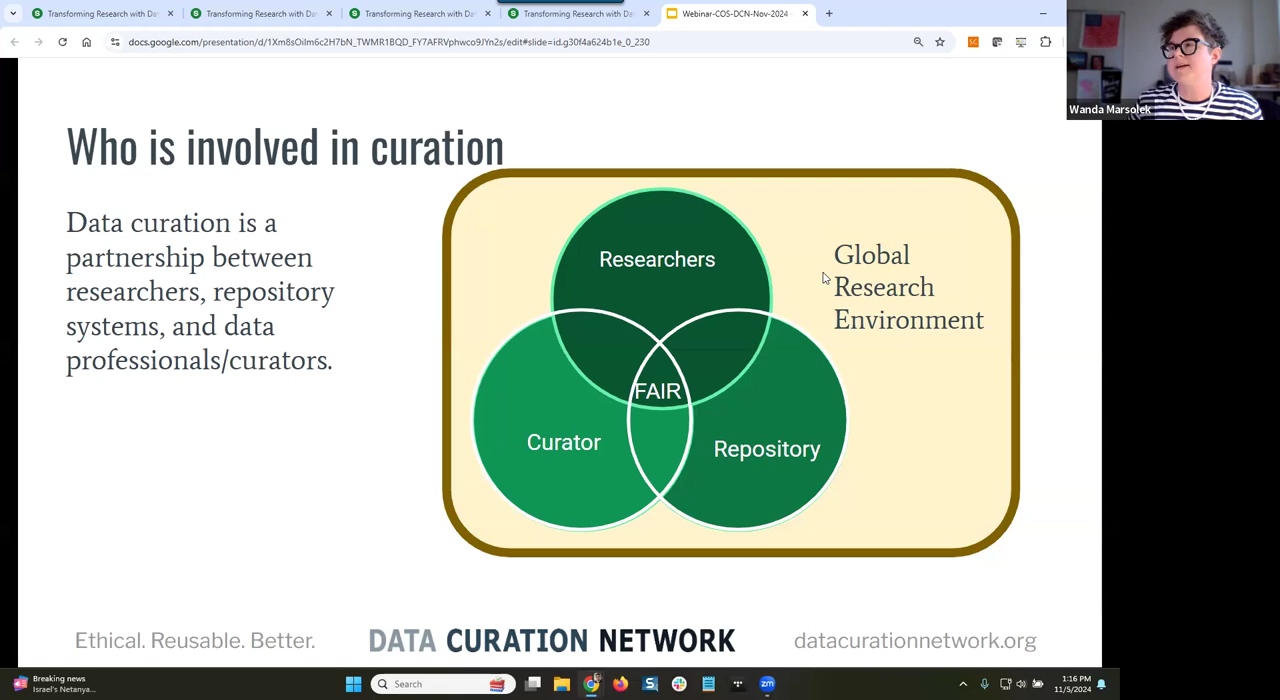 Transforming Research with Da
Transforming Research with Da
Transforming Research with Da
Transforming Research with Da
Webinar-COS-DCN-Nov-2024
docs.google.com/presentation/d/1Xm8sOilm6c2H7bN_TWMR1BQD_FY7AFRVphwco9JYn2s/edit#slide=id.g30f4a624b1e_0_230
Wanda Marsolek
Who is involved in curation
Data curation is a
partnership between
researchers, repository
systems, and data
professionals/curators.
Researchers
FAIR
Curator
Repository
Global
Research
Environment
Ethical. Reusable. Better.
DATA CURATION NETWORK
datacurationnetwork.org
Breaking news
Israel's Netanya...
Search
1:16 PM
11/5/2024